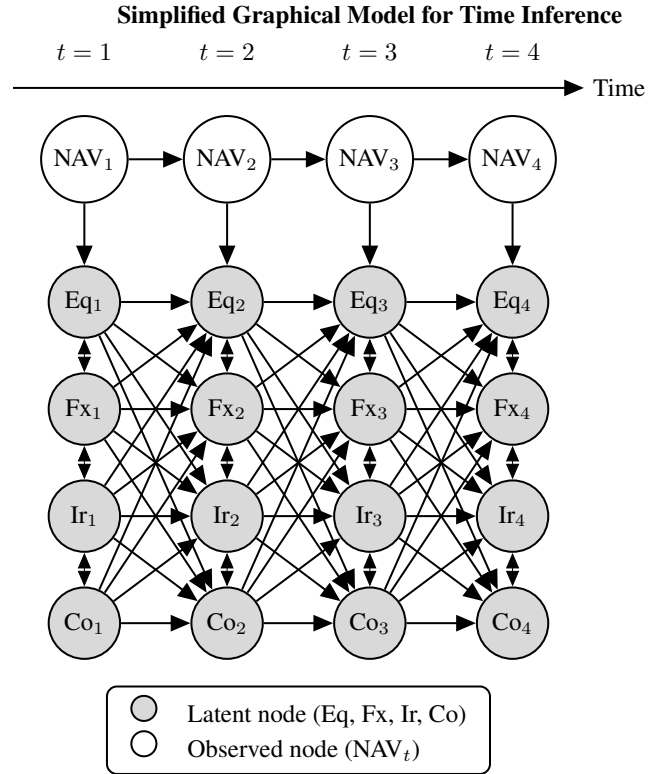 Simplified Graphical Model for Time Inference
t = 1 t = 2 t = 3 t = 4
Time
NAV₁ NAV₂ NAV₃ NAV₄
Eq₁ Eq₂ Eq₃ Eq₄
Fx₁ Fx₂ Fx₃ Fx₄
Ir₁ Ir₂ Ir₃ Ir₄
Co₁ Co₂ Co₃ Co₄
Latent node (Eq, Fx, Ir, Co)
Observed node (NAVₜ)